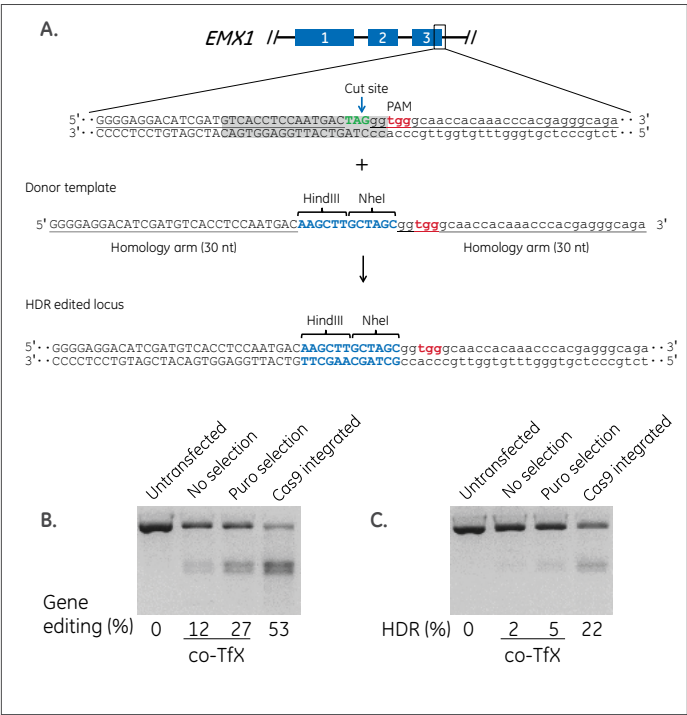 A.
EMX1 // 1 2 3 //
Cut site
PAM
5'··GGGGAGGACATCGATGTCACCTCCAATGACTAGggtgggcaaccacaaacccacgagggcaga·· 3'
3'··CCCCTCCTGTAGCTACAGTGGAGGTTACTGATCCCacccgttggtgtttgggtgctcccgtct·· 5'
+
Donor template
HindIII NheI
5'GGGGAGGACATCGATGTCACCTCCAATGACAAGCTTGCTAGCggtgggcaaccacaaacccacgagggcaga 3'
Homology arm (30 nt) Homology arm (30 nt)
HDR edited locus
HindIII NheI
5'··GGGGAGGACATCGATGTCACCTCCAATGACAAGCTTGCTAGCggtgggcaaccacaaacccacgagggcaga··3'
3'··CCCCTCCTGTAGCTACAGTGGAGGTTACTGTTCGAACGATCGccacccgttggtgtttgggtgctcccgtct··5'
B.
Untransfected
No selection
Puro selection
Cas9 integrated
Gene
editing (%) 0 12 27 53
co-TfX
C.
Untransfected
No selection
Puro selection
Cas9 integrated
HDR (%) 0 2 5 22
co-TfX